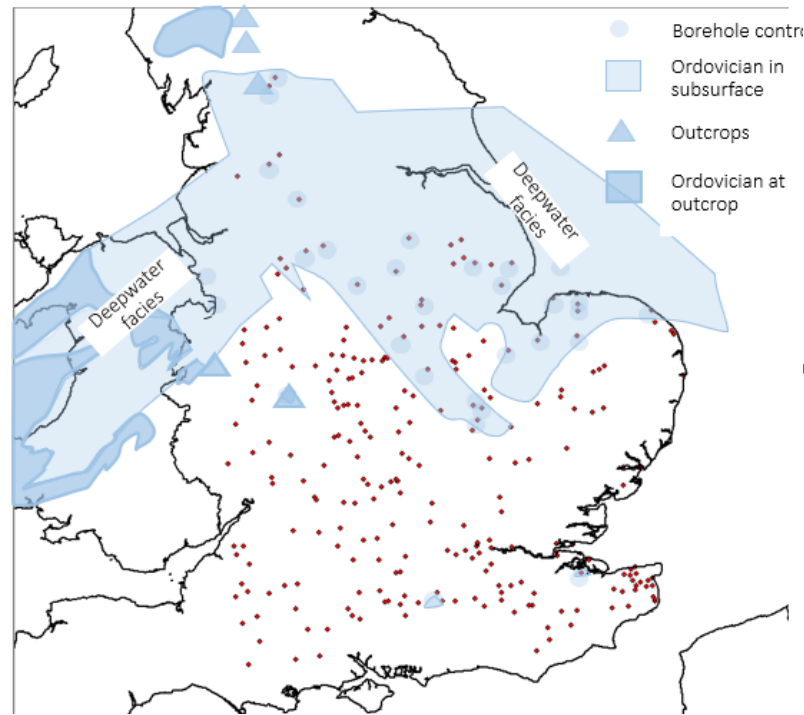 Borehole contro
Ordovician in
subsurface
Outcrops
Ordovician at
outcrop
Deepwater
facies
Deepwater
facies